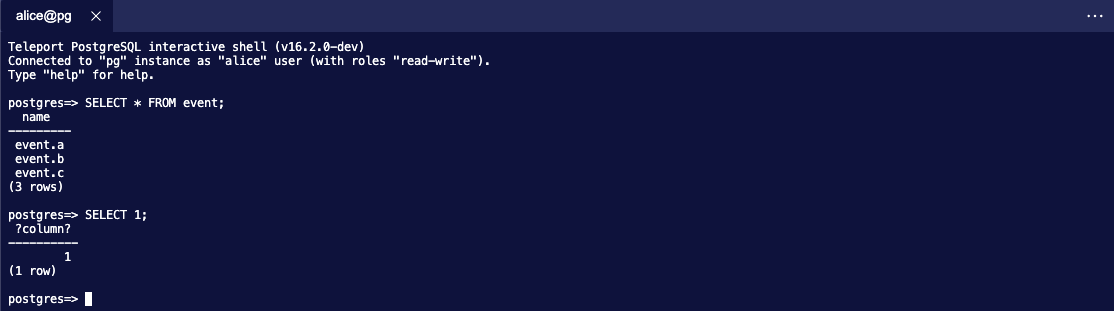 alice@pg
Teleport PostgreSQL interactive shell (v16.2.0-dev)
Connected to "pg" instance as "alice" user (with roles "read-write").
Type "help" for help.
postgres=> SELECT * FROM event;
name
---------
event.a
event.b
event.c
(3 rows)
postgres=> SELECT 1;
?column?
----------
1
(1 row)
postgres=>